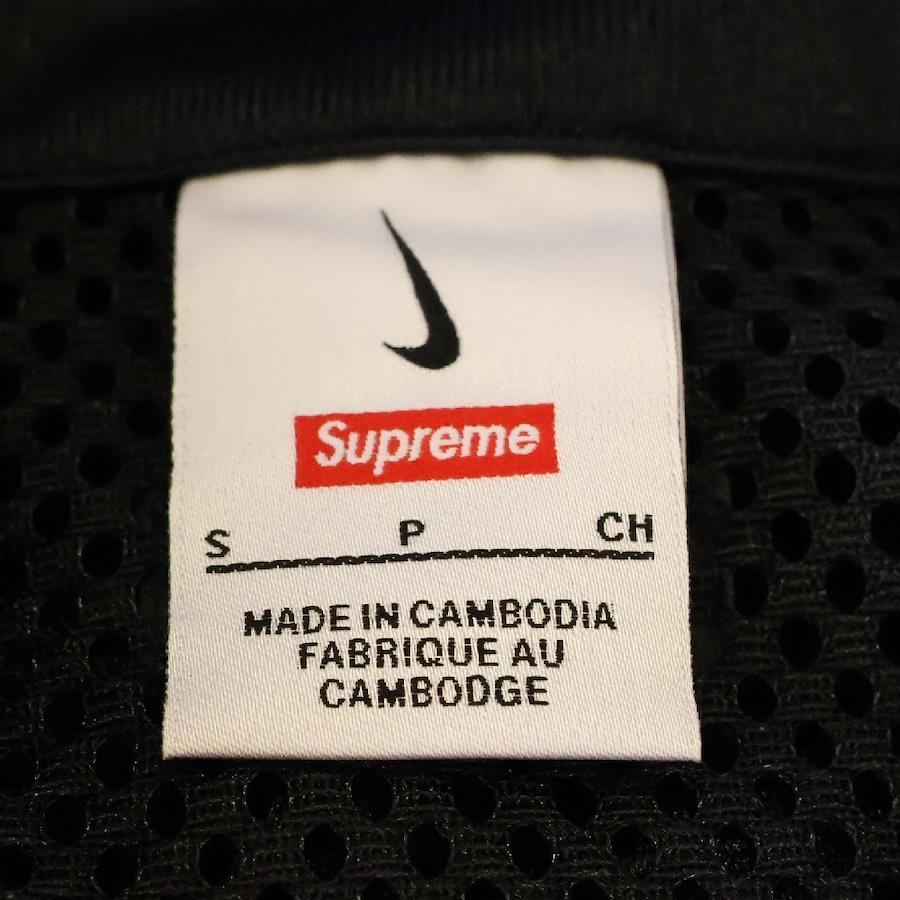 Supreme
S P CH
MADE IN CAMBODIA
FABRIQUE AU
CAMBODGE